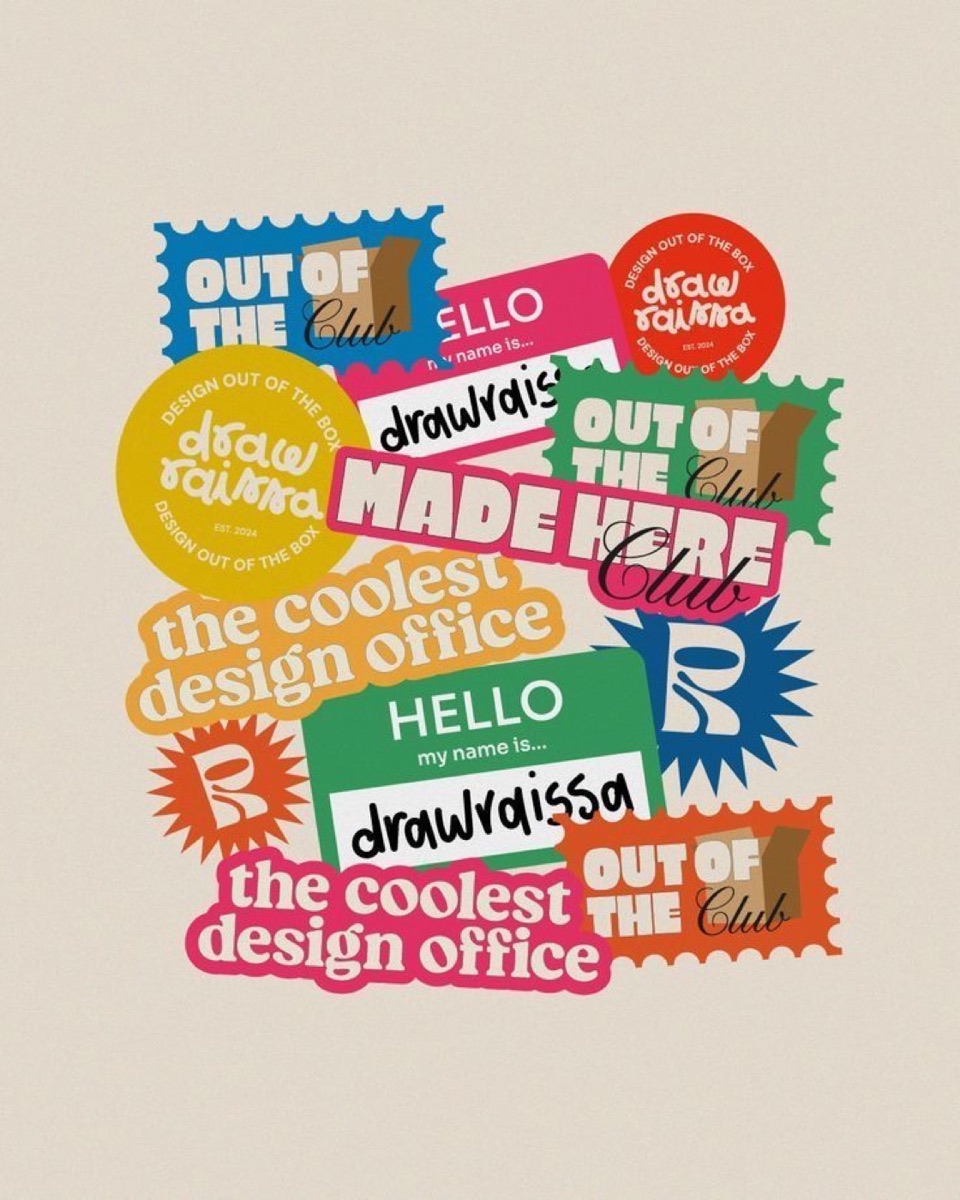 OUT OF
THE Club
ELLO
my name is...
drawraiss
DESIGN OUT OF THE BOX
draw
raissa
EST. 2024
DESIGN OUT OF THE BOX
DESIGN OUT OF THE BOX
draw
raissa
EST. 2024
DESIGN OUT OF THE BOX
OUT OF
THE Club
MADE HERE
Club
the coolest
design office
R
HELLO
my name is...
drawraissa
R
OUT OF
THE Club
the coolest
design office